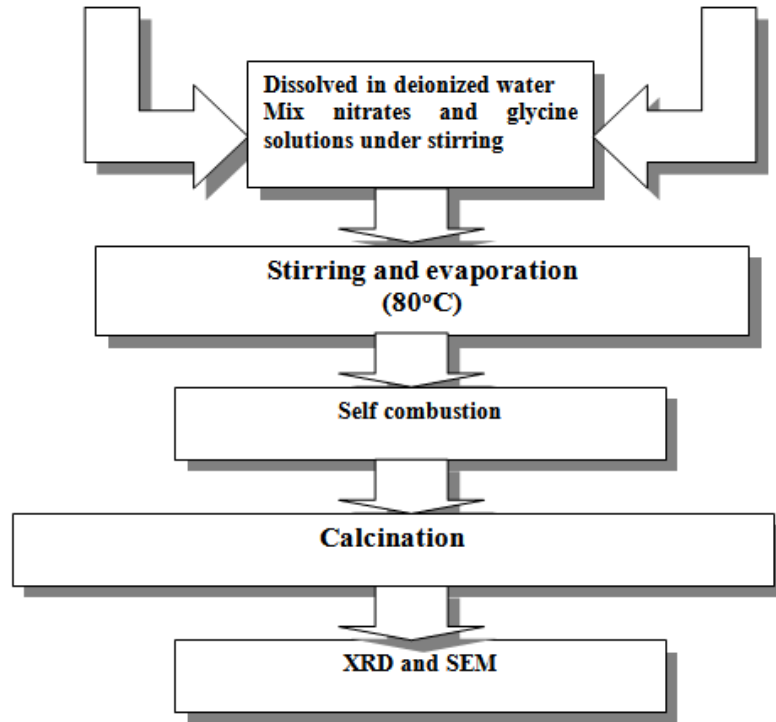 Dissolved in deionized water
Mix nitrates and glycine
solutions under stirring
Stirring and evaporation
(80°C)
Self combustion
Calcination
XRD and SEM